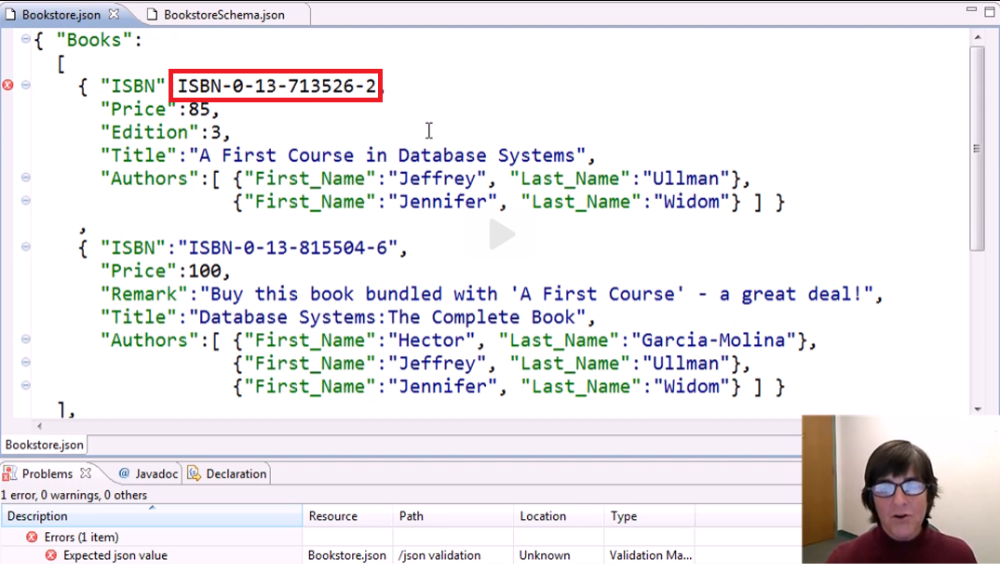 Bookstore.json BookstoreSchema.json
{ "Books":
[
{ "ISBN" ISBN-0-13-713526-2
"Price":85,
"Edition":3,
"Title":"A First Course in Database Systems",
"Authors":[ {"First_Name":"Jeffrey", "Last_Name":"Ullman"},
{"First_Name":"Jennifer", "Last_Name":"Widom"} ] }
,
{ "ISBN":"ISBN-0-13-815504-6",
"Price":100,
"Remark":"Buy this book bundled with 'A First Course' - a great deal!",
"Title":"Database Systems:The Complete Book",
"Authors":[ {"First_Name":"Hector", "Last_Name":"Garcia-Molina"},
{"First_Name":"Jeffrey", "Last_Name":"Ullman"},
{"First_Name":"Jennifer", "Last_Name":"Widom"} ] }
],
Bookstore.json
Problems @ Javadoc Declaration
1 error, 0 warnings, 0 others
Description Resource Path Location Type
Errors (1 item)
Expected json value Bookstore.json /json validation Unknown Validation Ma...